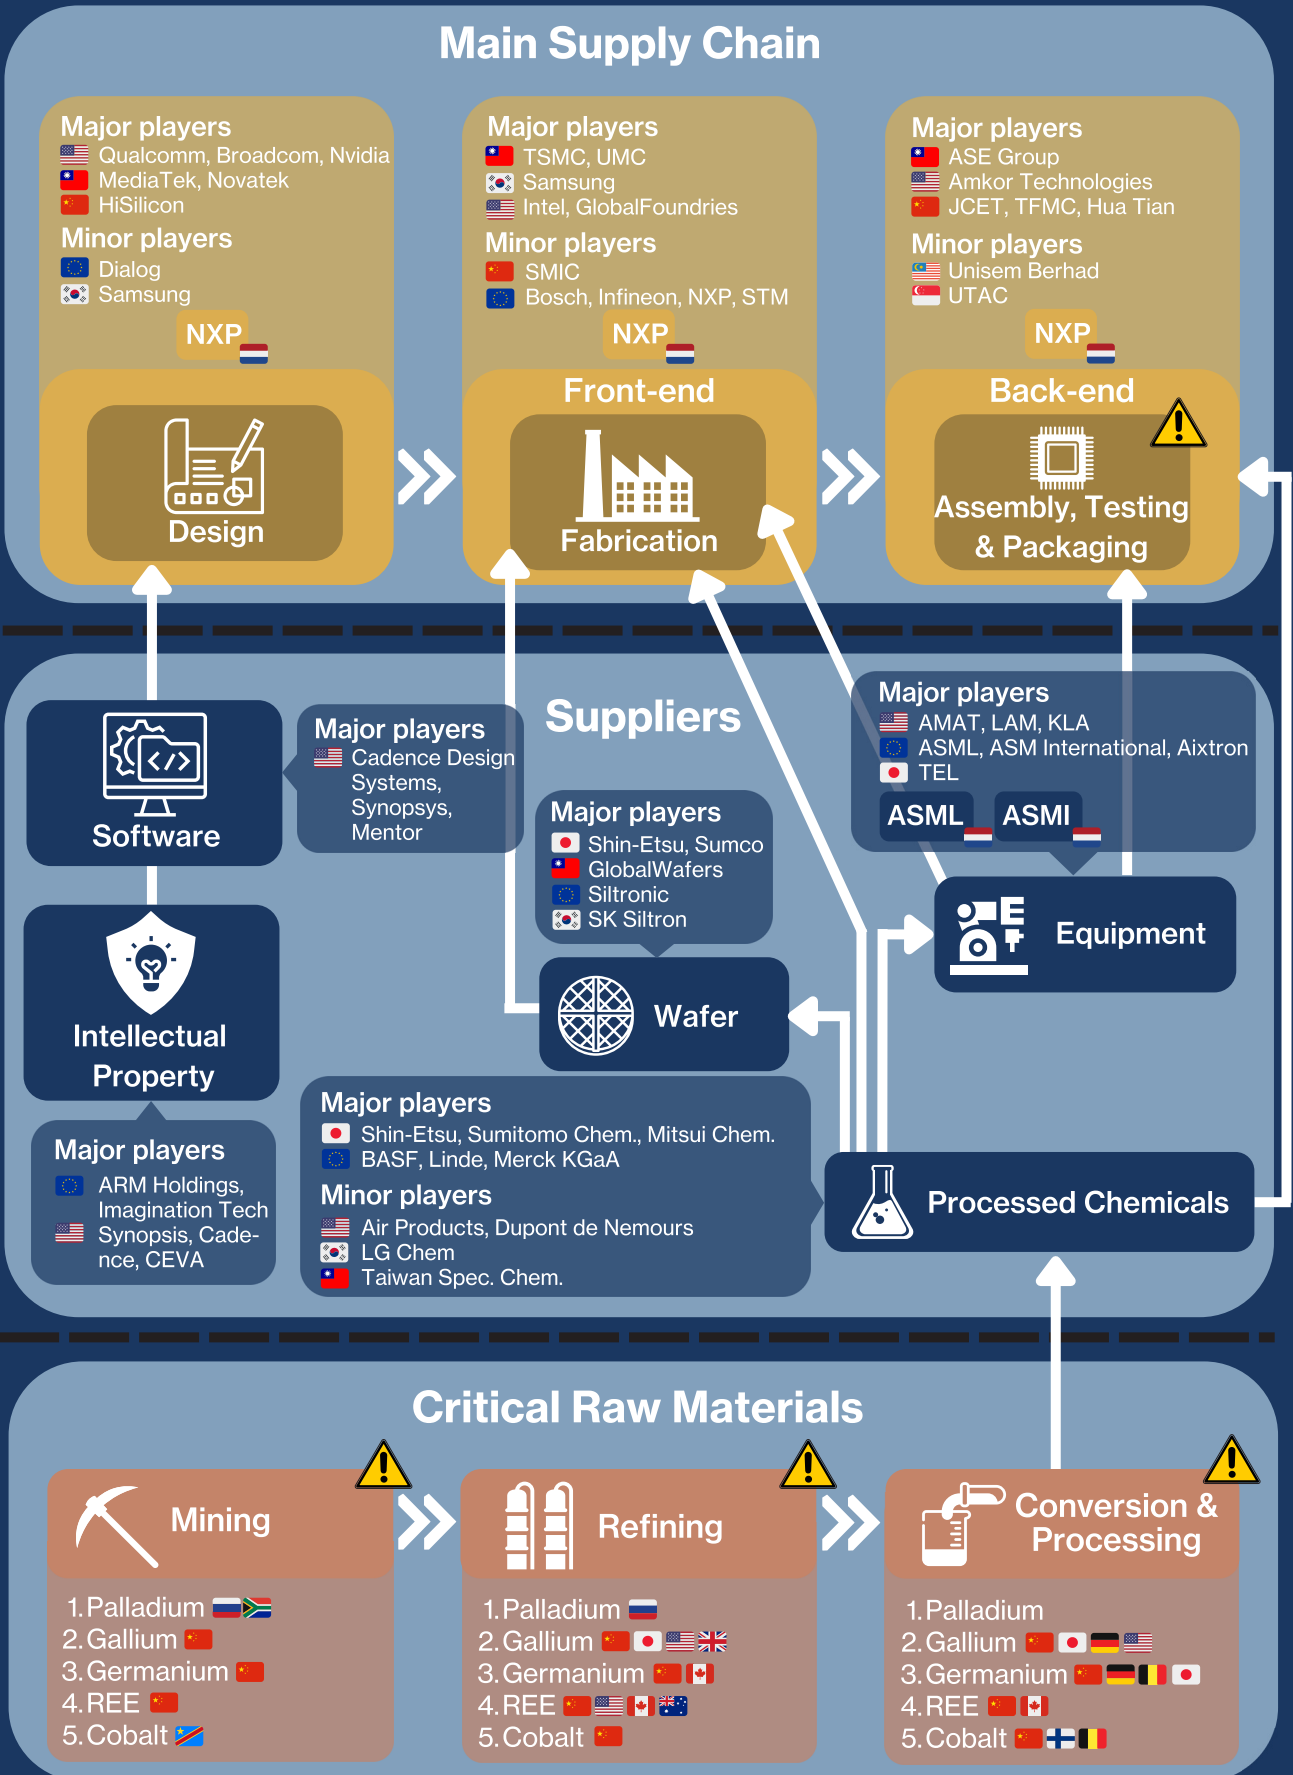 Main Supply Chain
Major players
Qualcomm, Broadcom, Nvidia
MediaTek, Novatek
HiSilicon
Minor players
Dialog
Samsung
NXP
Design
Major players
TSMC, UMC
Samsung
Intel, GlobalFoundries
Minor players
SMIC
Bosch, Infineon, NXP, STM
NXP
Front-end
Fabrication
Major players
ASE Group
Amkor Technologies
JCET, TFMC, Hua Tian
Minor players
Unisem Berhad
UTAC
NXP
Back-end
Assembly, Testing
& Packaging
Suppliers
Software
Major players
Cadence Design
Systems,
Synopsys,
Mentor
Intellectual
Property
Major players
ARM Holdings,
Imagination Tech
Synopsis, Cade-
nce, CEVA
Major players
Shin-Etsu, Sumco
GlobalWafers
Siltronic
SK Siltron
Wafer
Major players
AMAT, LAM, KLA
ASML, ASM International, Aixtron
TEL
ASML
ASMI
Equipment
Major players
Shin-Etsu, Sumitomo Chem., Mitsui Chem.
BASF, Linde, Merck KGaA
Minor players
Air Products, Dupont de Nemours
LG Chem
Taiwan Spec. Chem.
Processed Chemicals
Critical Raw Materials
Mining
1. Palladium
2. Gallium
3. Germanium
4. REE
5. Cobalt
Refining
1. Palladium
2. Gallium
3. Germanium
4. REE
5. Cobalt
Conversion &
Processing
1. Palladium
2. Gallium
3. Germanium
4. REE
5. Cobalt